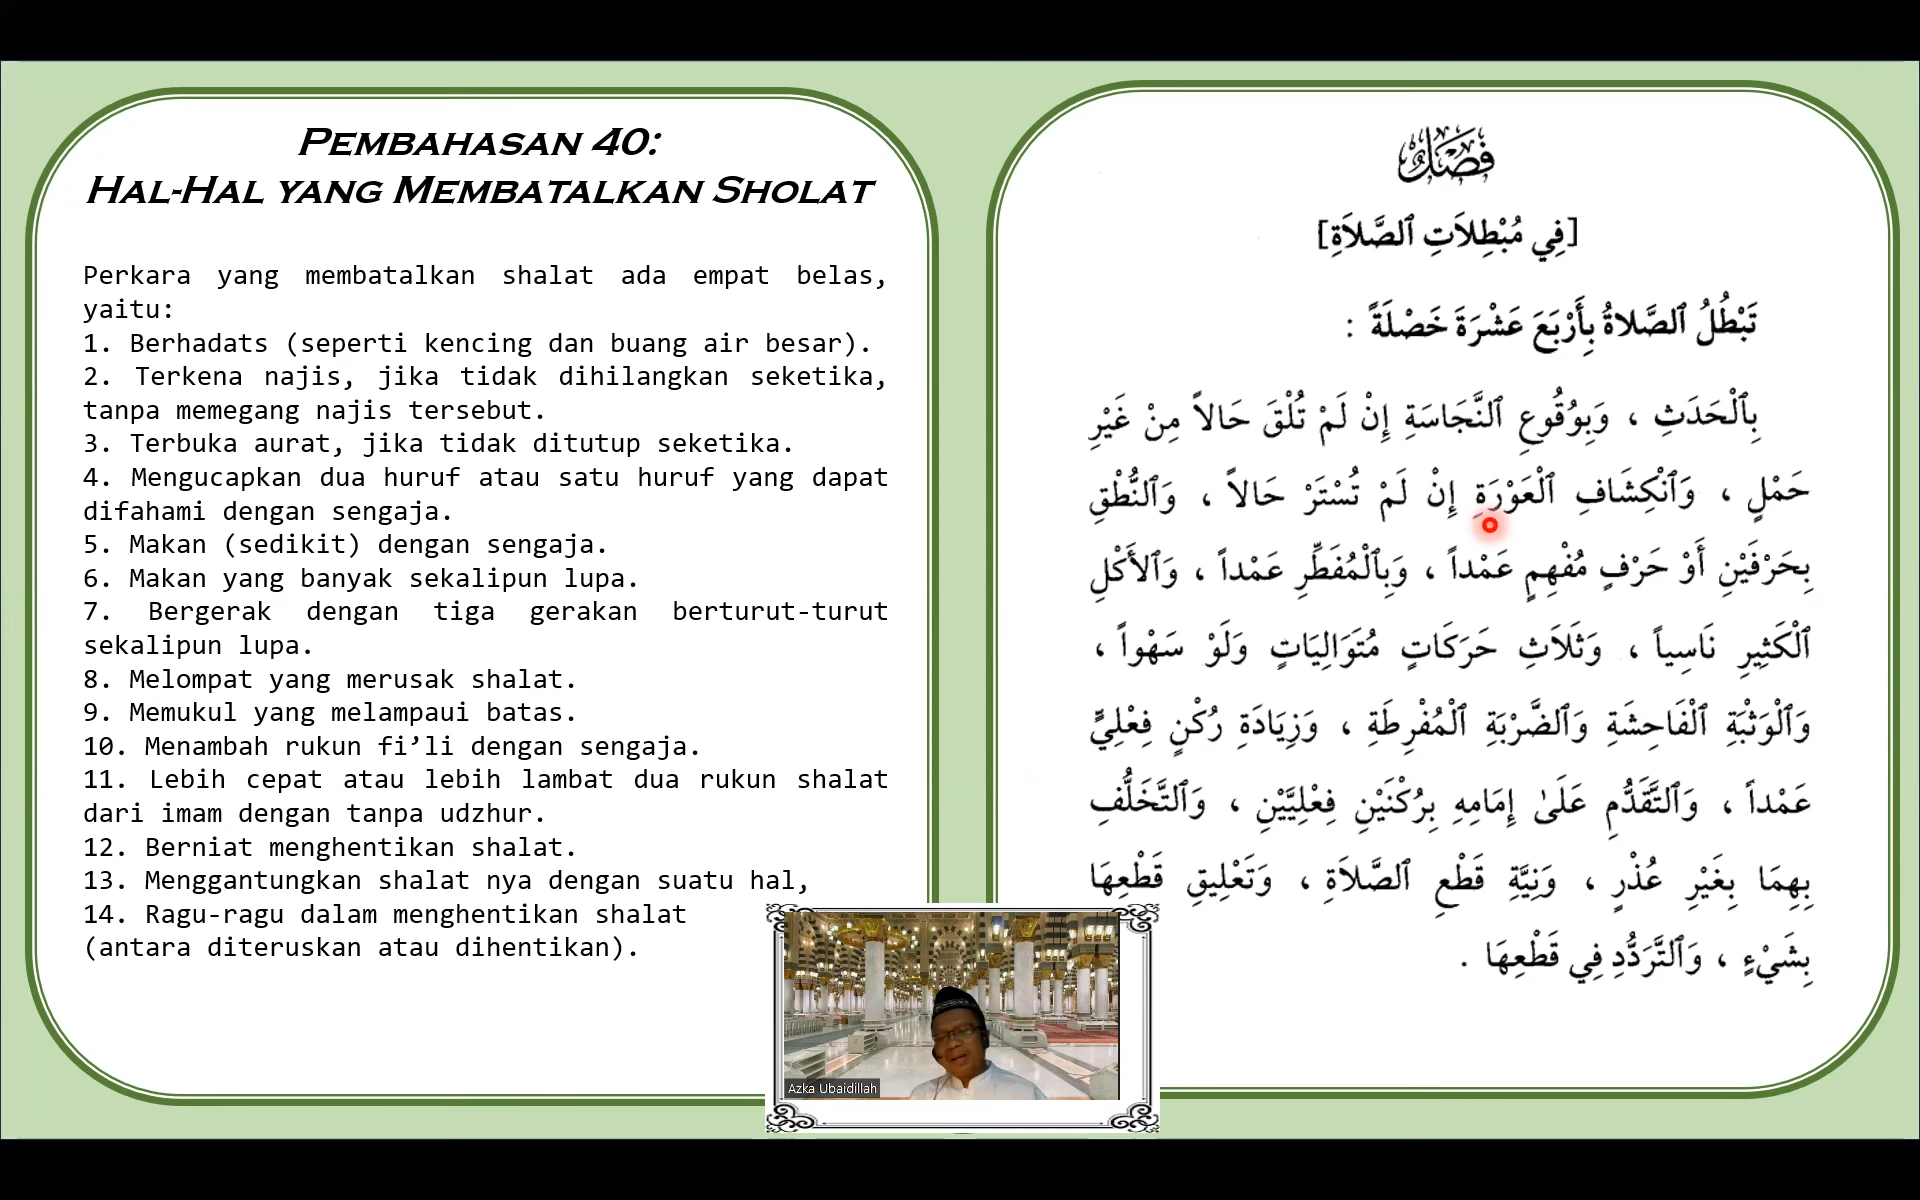 PEMBAHASAN 40:
HAL-HAL YANG MEMBATALKAN SHOLAT
Perkara yang membatalkan shalat ada empat belas,
yaitu:
1. Berhadats (seperti kencing dan buang air besar).
2. Terkena najis, jika tidak dihilangkan seketika,
tanpa memegang najis tersebut.
3. Terbuka aurat, jika tidak ditutup seketika.
4. Mengucapkan dua huruf atau satu huruf yang dapat
difahami dengan sengaja.
5. Makan (sedikit) dengan sengaja.
6. Makan yang banyak sekalipun lupa.
7. Bergerak dengan tiga gerakan berturut-turut
sekalipun lupa.
8. Melompat yang merusak shalat.
9. Memukul yang melampaui batas.
10. Menambah rukun fi’li dengan sengaja.
11. Lebih cepat atau lebih lambat dua rukun shalat
dari imam dengan tanpa udzhur.
12. Berniat menghentikan shalat.
13. Menggantungkan shalat nya dengan suatu hal,
14. Ragu-ragu dalam menghentikan shalat
(antara diteruskan atau dihentikan).
فَصْلٌ
[فِي مُبْطِلاَتِ ٱلصَّلاَةِ]
تَبْطُلُ ٱلصَّلاةُ بِأَرْبَعَ عَشْرَةَ خَصْلَةً :
بِٱلْحَدَثِ ، وَبِوُقُوعِ ٱلنَّجَاسَةِ إِنْ لَمْ تُلْقَ حَالاً مِنْ غَيْرِ
حَمْلٍ ، وَٱنْكِشَافِ ٱلْعَوْرَةِ إِنْ لَمْ تُسْتَرْ حَالاً ، وَٱلنُّطْقِ
بِحَرْفَيْنِ أَوْ حَرْفٍ مُفْهِمٍ عَمْداً ، وَبِٱلْمُفَطِّرِ عَمْداً ، وَٱلأَكْلِ
ٱلْكَثِيرِ نَاسِياً ، وَثَلاَثِ حَرَكَاتٍ مُتَوَالِيَاتٍ وَلَوْ سَهْواً ،
وَٱلْوَثْبَةِ ٱلْفَاحِشَةِ وَٱلضَّرْبَةِ ٱلْمُفْرِطَةِ ، وَزِيَادَةِ رُكْنٍ فِعْلِيٍّ
عَمْداً ، وَٱلتَّقَدُّمِ عَلَىٰ إِمَامِهِ بِرُكْنَيْنِ فِعْلِيَّيْنِ ، وَٱلتَّخَلُّفِ
بِهِمَا بِغَيْرِ عُذْرٍ ، وَنِيَّةِ قَطْعِ ٱلصَّلاَةِ ، وَتَعْلِيقِ قَطْعِهَا
بِشَيْءٍ ، وَٱلتَّرَدُّدِ فِي قَطْعِهَا .
Azka Ubaidillah